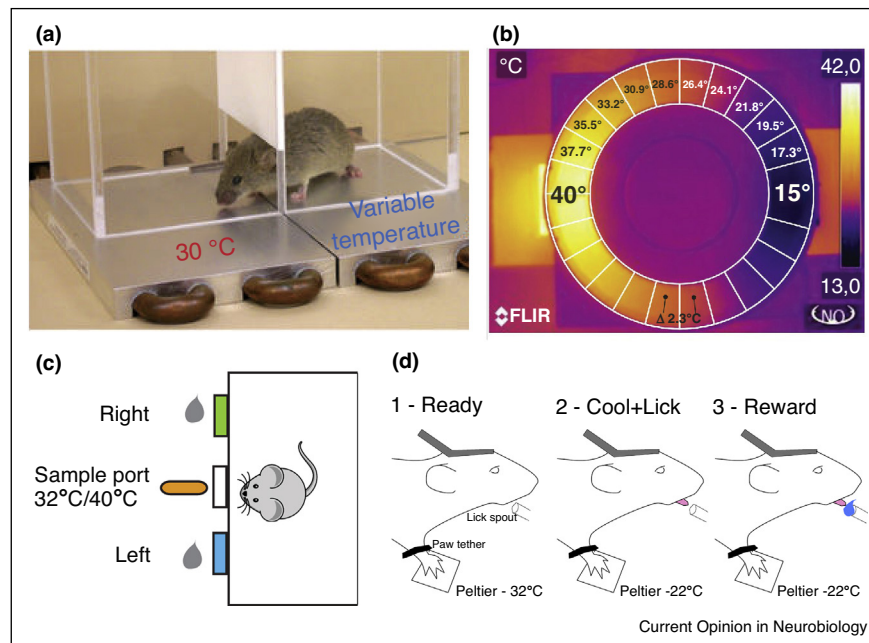 (a)
30 °C
Variable
temperature
(b)
°C
42,0
28.6°
26.4°
30.9°
24.1°
33.2°
21.8°
35.5°
19.5°
37.7°
17.3°
40°
15°
Δ 2.3°C
13,0
FLIR
NO
(c)
Right
Sample port
32°C/40°C
Left
(d)
1 - Ready
2 - Cool+Lick
3 - Reward
Lick spout
Paw tether
Peltier - 32°C
Peltier -22°C
Peltier -22°C
Current Opinion in Neurobiology